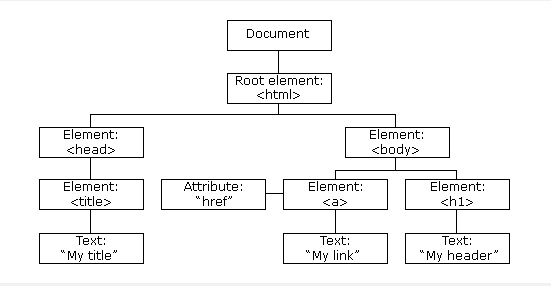 Document
Root element:
<html>
Element:
<head>
Element:
<body>
Element:
<title>
Attribute:
“href”
Element:
<a>
Element:
<h1>
Text:
“My title”
Text:
“My link”
Text:
“My header”